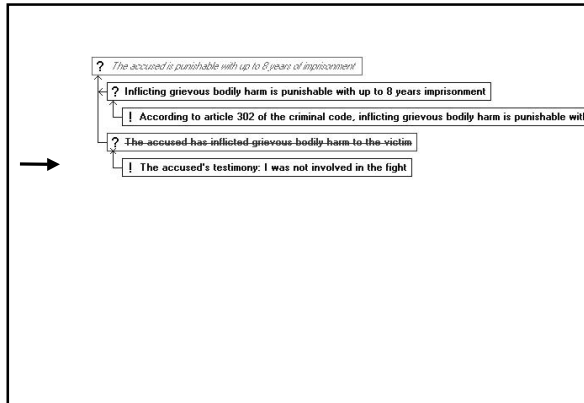 ? The accused is punishable with up to 8 years of imprisonment
? Inflicting grievous bodily harm is punishable with up to 8 years imprisonment
! According to article 302 of the criminal code, inflicting grievous bodily harm is punishable with
? The accused has inflicted grievous bodily harm to the victim
! The accused's testimony: I was not involved in the fight